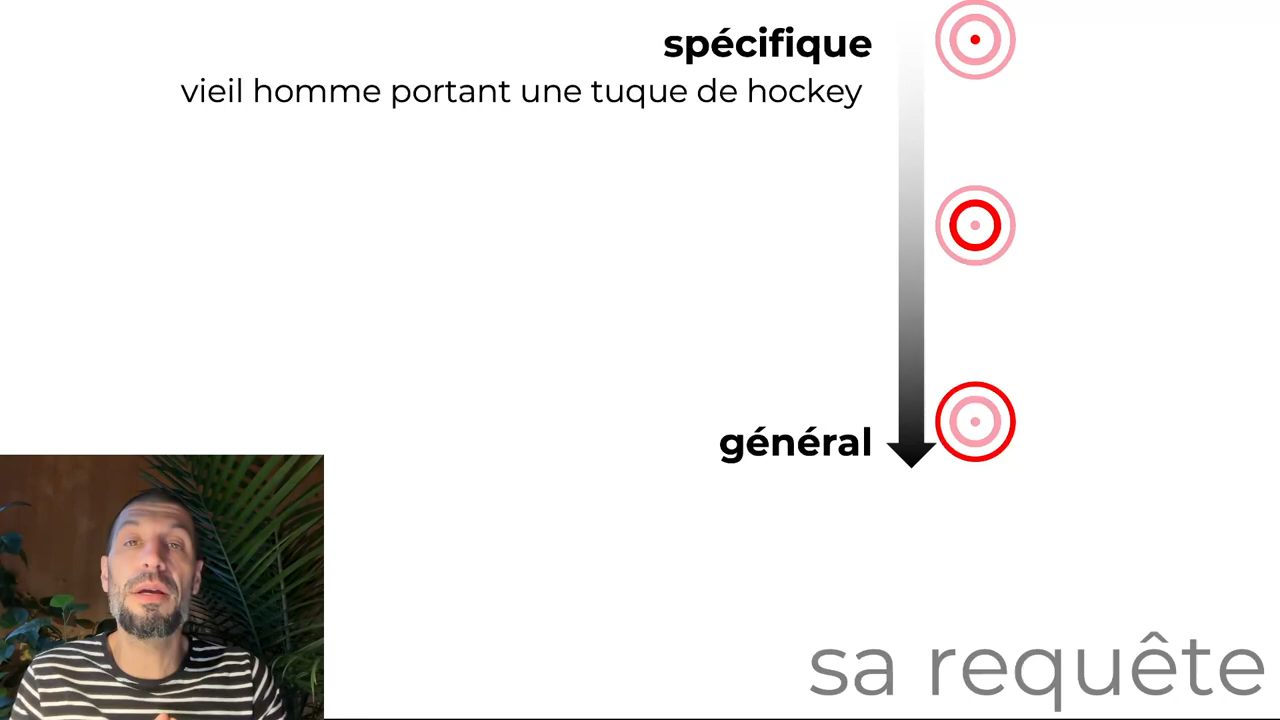 spécifique
vieil homme portant une tuque de hockey
général
sa requête